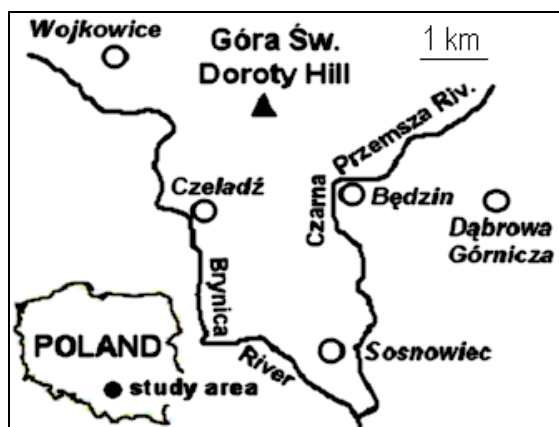 Wojkowice
Góra Św.
Doroty Hill
1 km
Czeladź
Przemsza Riv.
Czarna
Będzin
Dąbrowa
Górnicza
Brynica
River
Sosnowiec
POLAND
study area